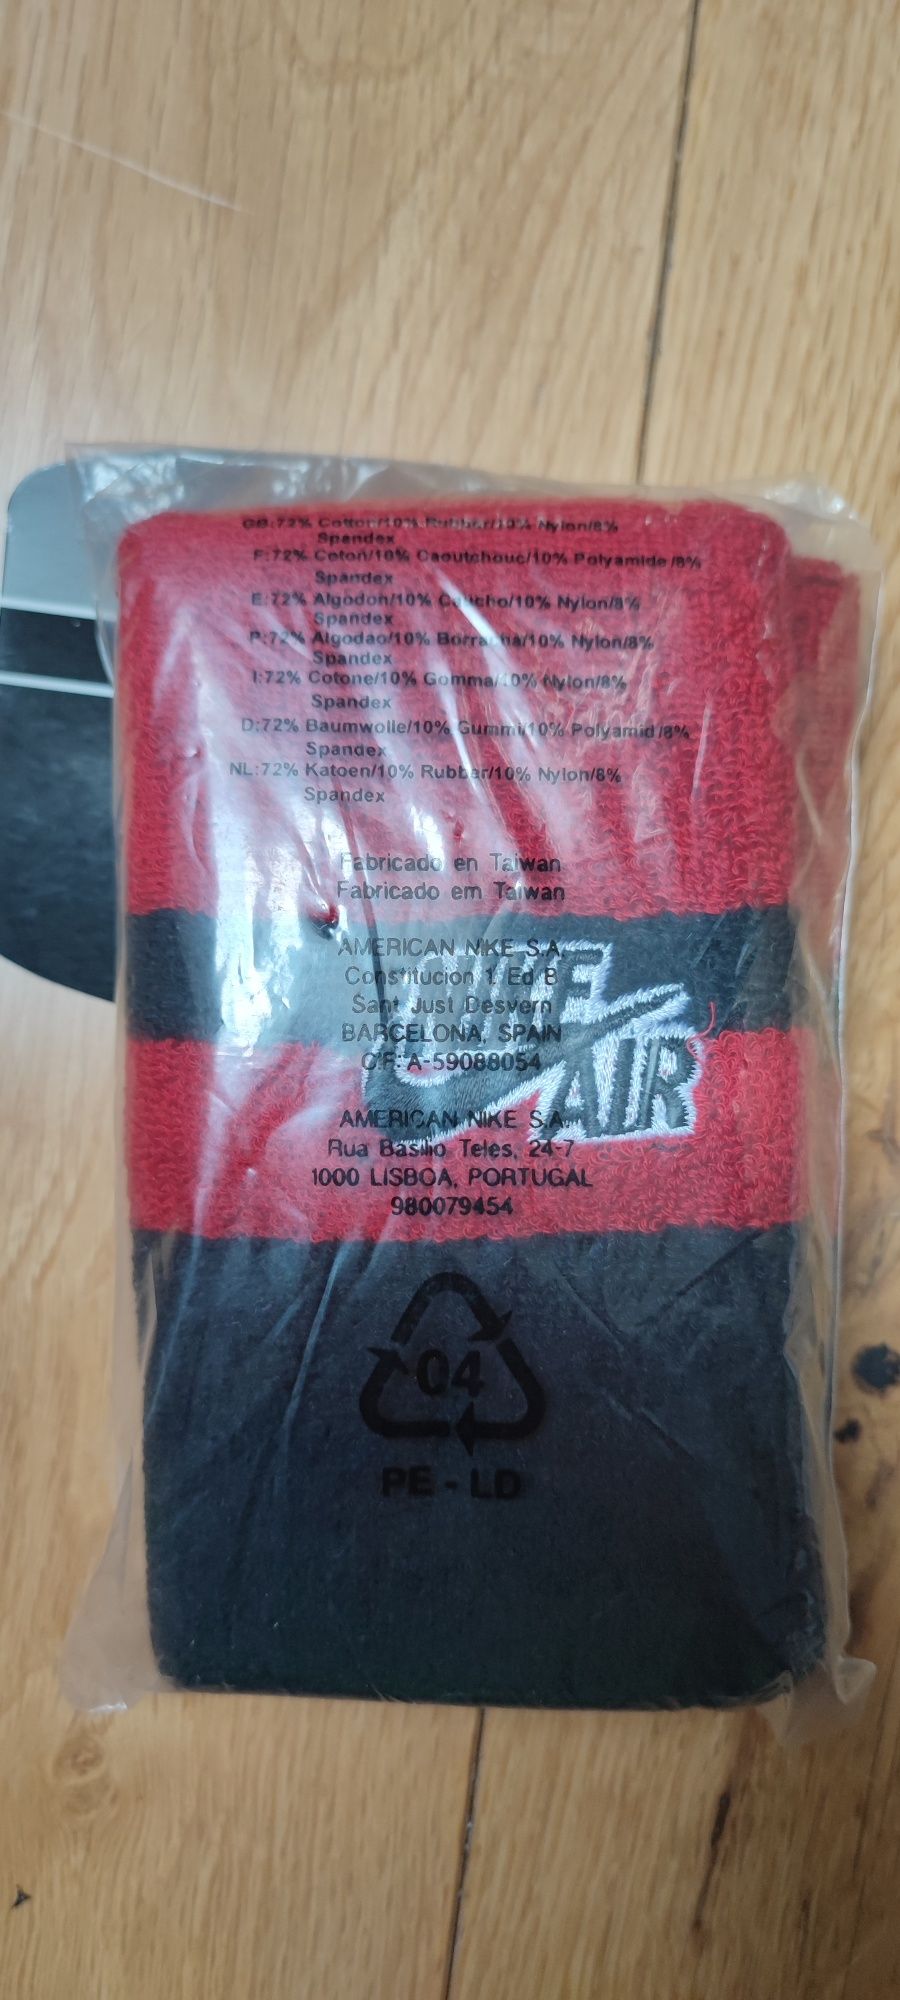 GB:72% Cotton/10% Rubber/10% Nylon/8%
Spandex
F:72% Coton/10% Caoutchouc/10% Polyamide/8%
Spandex
E:72% Algodon/10% Caucho/10% Nylon/8%
Spandex
P:72% Algodao/10% Borracha/10% Nylon/8%
Spandex
I:72% Cotone/10% Gomma/10% Nylon/8%
Spandex
D:72% Baumwolle/10% Gummi/10% Polyamid/8%
Spandex
NL:72% Katoen/10% Rubber/10% Nylon/8%
Spandex
Fabricado en Taiwan
Fabricado em Taiwan
AMERICAN NIKE S.A.
Constitucion 1, Ed B
Sant Just Desvern
BARCELONA, SPAIN
CIF: A-59088054
AMERICAN NIKE S.A.
Rua Basilio Teles, 24-7
1000 LISBOA, PORTUGAL
980079454
NIKE
AIR
04
PE - LD